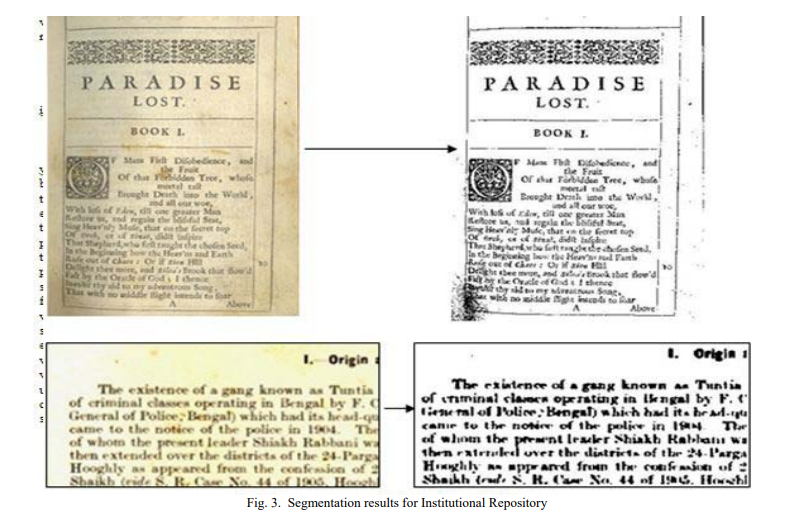 PARADISE
LOST.
BOOK I.
OF Mans First Disobedience, and
the Fruit
Of that Forbidden Tree, whose
mortal tast
Brought Death into the World,
and all our woe,
With loss of Eden, till one greater Man
Restore us, and regain the blissful Seat,
Sing Heav'nly Muse, that on the secret top
Of Oreb, or of Sinai, didst inspire
That Shepherd, who first taught the chosen Seed,
In the Beginning how the Heav'ns and Earth
Rose out of Chaos: Or if Sion Hill
Delight thee more, and Siloa's Brook that flow'd
Fast by the Oracle of God; I thence
Invoke thy aid to my adventrous Song,
That with no middle flight intends to soar
A Above
PARADISE
LOST.
BOOK I.
F Mans First Disobedience, and
the Fruit
Of that Forbidden Tree, whose
mortal tast
Brought Death into the World,
and all our woe,
With loss of Eden, till one greater Man
Restore us, and regain the blissful Seat,
Sing Heav'nly Muse, that on the secret top
Of Oreb, or of Sinai, didst inspire
That Shepherd, who first taught the chosen Seed,
In the Beginning how the Heav'ns and Earth
Rose out of Chaos: Or if Sion Hill
Delight thee more, and Siloa's Brook that flow'd
Fast by the Oracle of God; I thence
Invoke thy aid to my adventrous Song,
That with no middle flight intends to soar
A Above
I. Origin
The existence of a gang known as Tuntia
of criminal classes operating in Bengal by F. C
General of Police, Bengal) which had its head-qu
came to the notice of the police in 1904. The
of whom the present leader Shiakh Rabbani wa
then extended over the districts of the 24-Parga
Hooghly as appeared from the confession of 2
Shaikh (vide S. R. Case No. 44 of 1905, Hooghl
I. Origin
The existence of a gang known as Tuntia
of criminal classes operating in Bengal by F. C
General of Police, Bengal) which had its head-qu
came to the notice of the police in 1904. The
of whom the present leader Shiakh Rabbani wa
then extended over the districts of the 24-Parga
Hooghly as appeared from the confession of 2
Shaikh (vide S. R. Case No. 44 of 1905, Hooghl
Fig. 3. Segmentation results for Institutional Repository